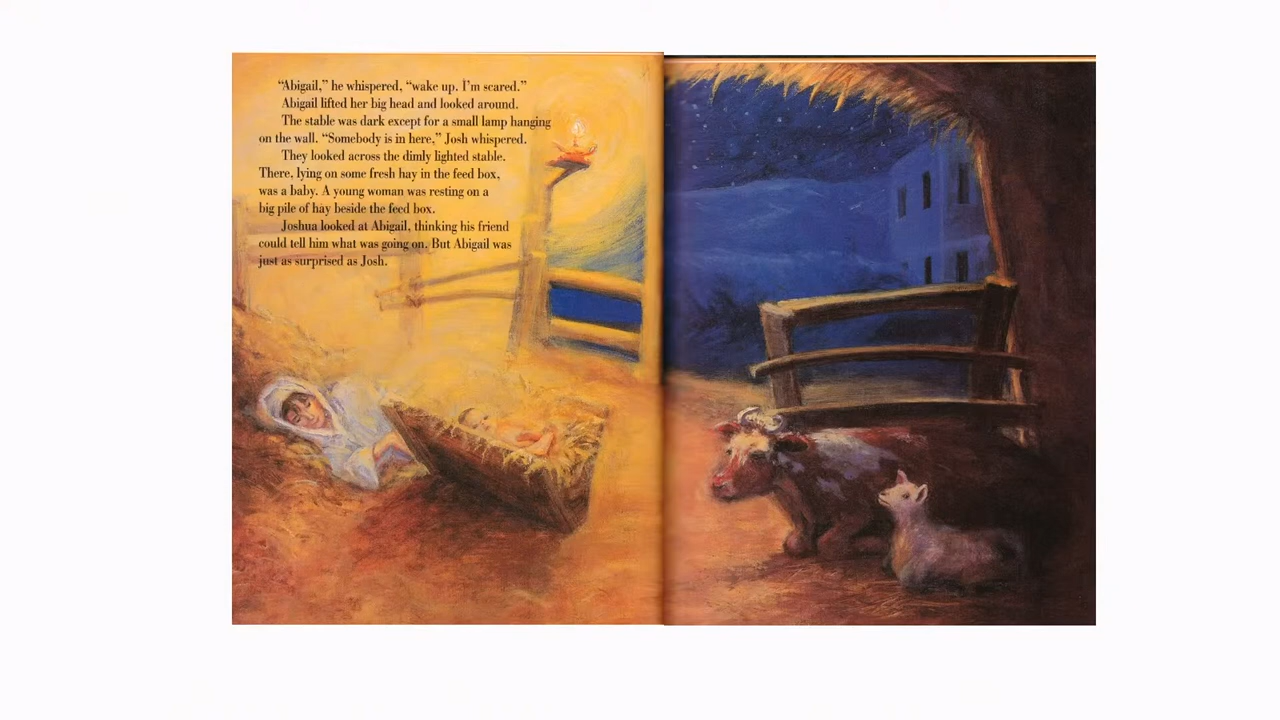 “Abigail,” he whispered, “wake up. I’m scared.”
Abigail lifted her big head and looked around.
The stable was dark except for a small lamp hanging
on the wall. “Somebody is in here,” Josh whispered.
They looked across the dimly lighted stable.
There, lying on some fresh hay in the feed box,
was a baby. A young woman was resting on a
big pile of hay beside the feed box.
Joshua looked at Abigail, thinking his friend
could tell him what was going on. But Abigail was
just as surprised as Josh.